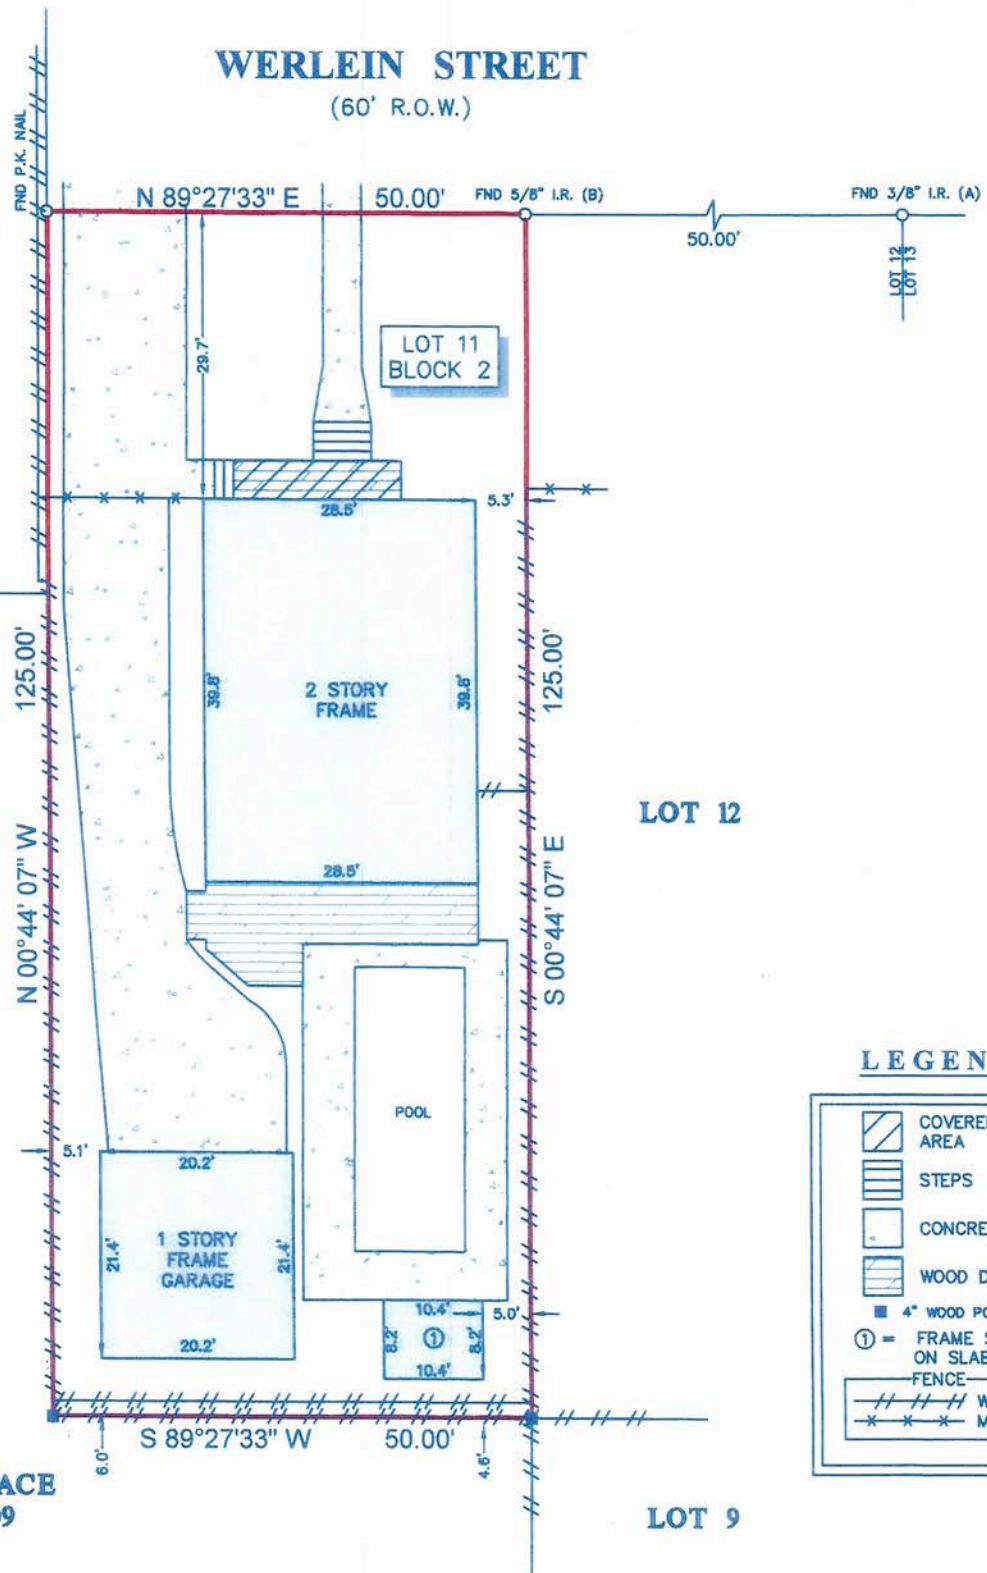 WERLEIN STREET
(60' R.O.W.)
FND P.K. NAIL
N 89°27'33" E 50.00'
FND 5/8" I.R. (B)
FND 3/8" I.R. (A)
50.00'
LOT 12
LOT 13
LOT 11
BLOCK 2
29.7'
28.5'
5.3'
125.00'
125.00'
39.8'
39.8'
2 STORY
FRAME
28.5'
LOT 12
N 00°44' 07" W
S 00°44' 07" E
POOL
5.1'
20.2'
21.4'
21.4'
1 STORY
FRAME
GARAGE
20.2'
10.4'
5.0'
8.2'
8.2'
①
10.4'
S 89°27'33" W 50.00'
6.0'
4.6'
ACE
09
LOT 9
LEGEN
COVERE
AREA
STEPS
CONCRE
WOOD D
4" WOOD PO
① = FRAME S
ON SLAB
FENCE
W
M